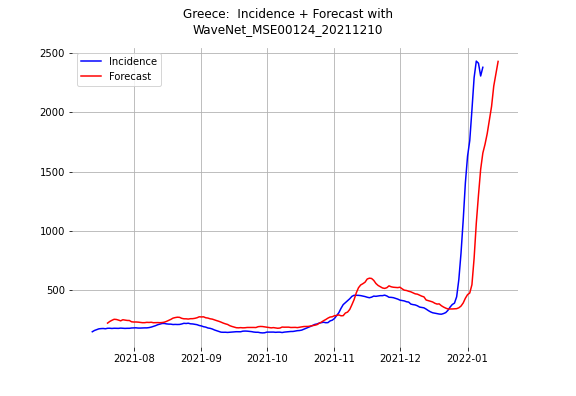 Greece:  Incidence + Forecast with
WaveNet_MSE00124_20211210
2500
2000
1500
1000
500
Incidence
Forecast
2021-08
2021-09
2021-10
2021-11
2021-12
2022-01